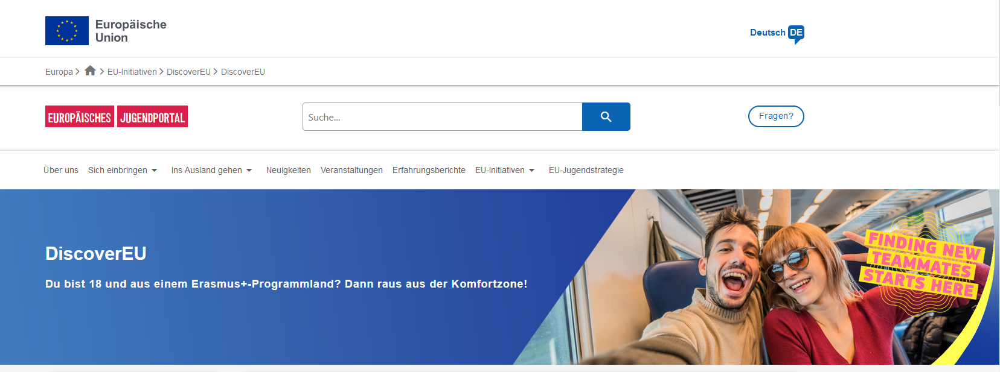 Europäische
Union
Deutsch DE
Europa
EU-Initiativen
DiscoverEU
DiscoverEU
EUROPÄISCHES JUGENDPORTAL
Suche...
Fragen?
Über uns
Sich einbringen
Ins Ausland gehen
Neuigkeiten
Veranstaltungen
Erfahrungsberichte
EU-Initiativen
EU-Jugendstrategie
DiscoverEU
Du bist 18 und aus einem Erasmus+-Programmland? Dann raus aus der Komfortzone!
FINDING NEW
TEAMMATES
STARTS HERE